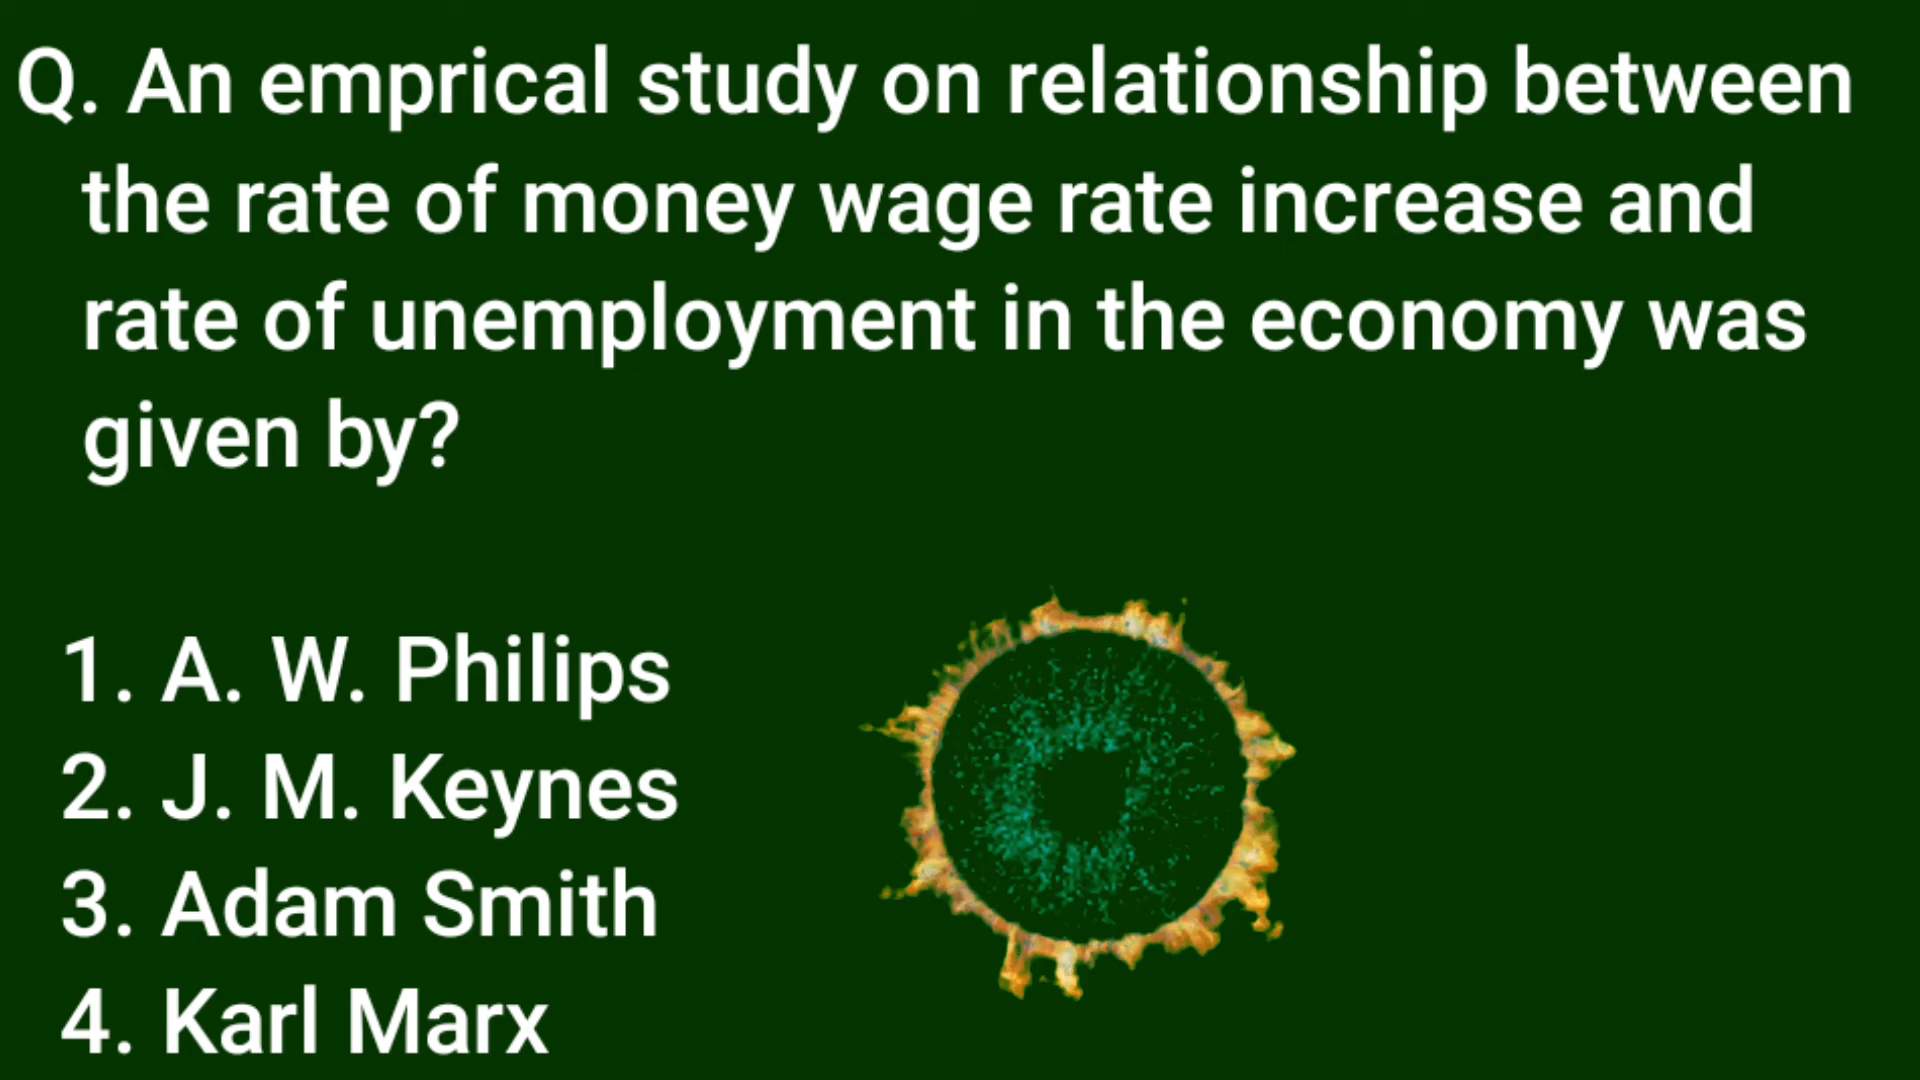 Q. An emprical study on relationship between
the rate of money wage rate increase and
rate of unemployment in the economy was
given by?
1. A. W. Philips
2. J. M. Keynes
3. Adam Smith
4. Karl Marx